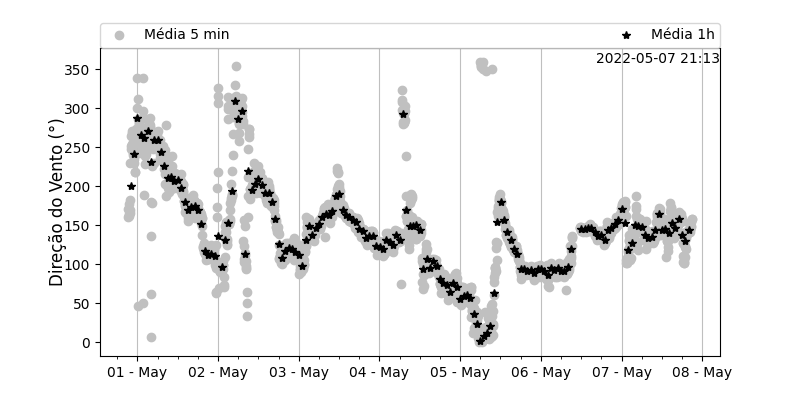 Média 5 min
Média 1h
2022-05-07 21:13
Direção do Vento (°)
350
300
250
200
150
100
50
0
01 - May
02 - May
03 - May
04 - May
05 - May
06 - May
07 - May
08 - May